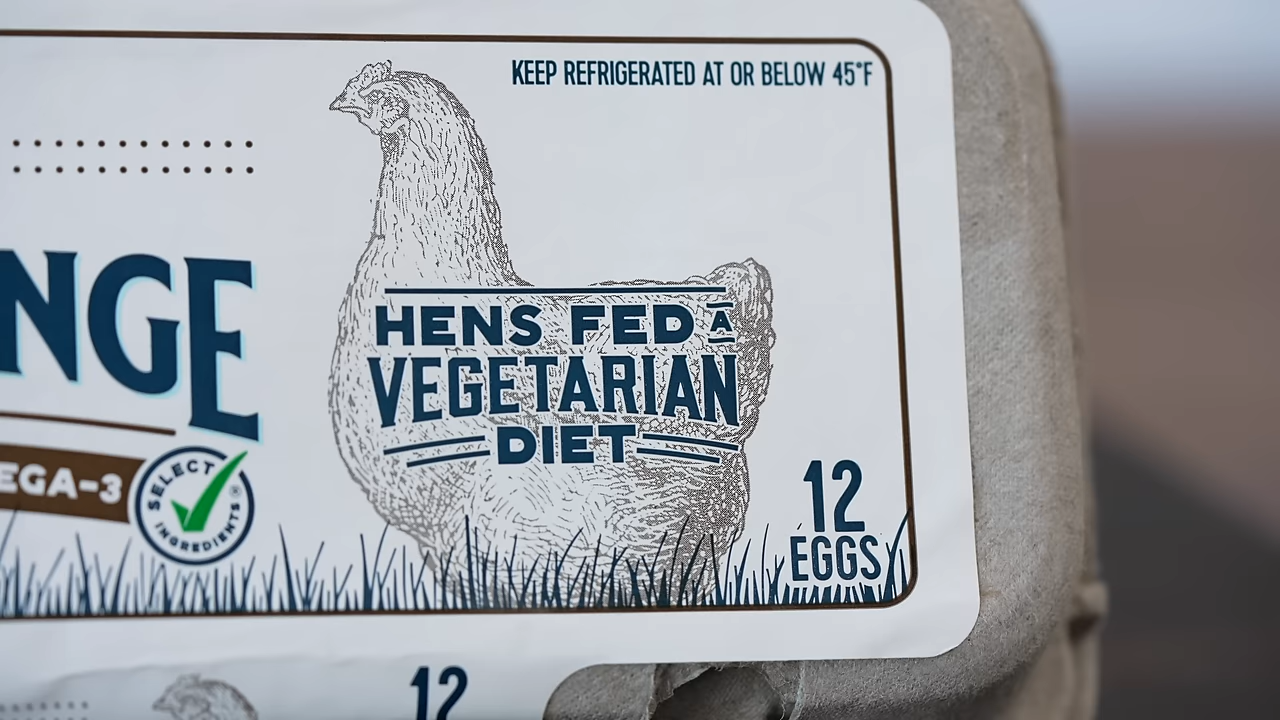 KEEP REFRIGERATED AT OR BELOW 45°F
NGE
HENS FED A
VEGETARIAN
DIET
EGA-3
SELECT
INGREDIENTS®
12
EGGS
12